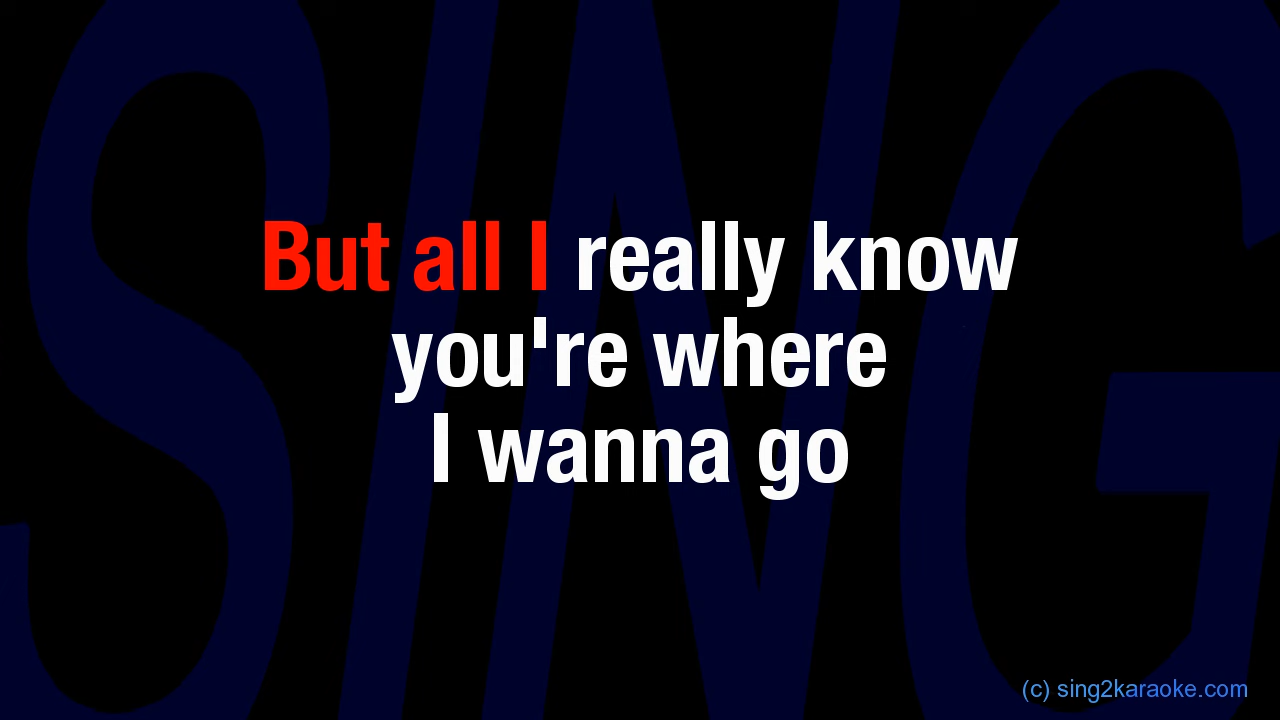 SING
But all I really know
you're where
I wanna go
(c) sing2karaoke.com